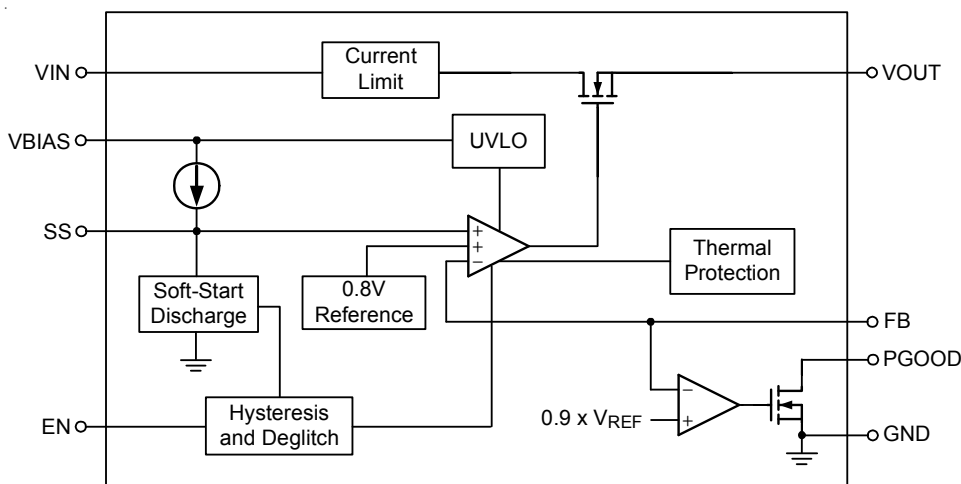 VIN
Current
Limit
VOUT
VBIAS
UVLO
SS
+
+
−
Thermal
Protection
Soft-Start
Discharge
0.8V
Reference
FB
PGOOD
−
EN
Hysteresis
and Deglitch
0.9 x VREF
+
GND